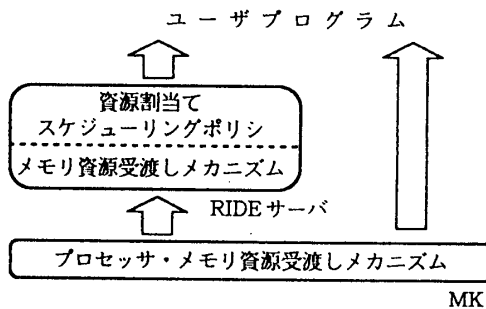 ユーザプログラム
資源割当て
スケジューリングポリシ
メモリ資源受渡しメカニズム
RIDEサーバ
プロセッサ・メモリ資源受渡しメカニズム
MK